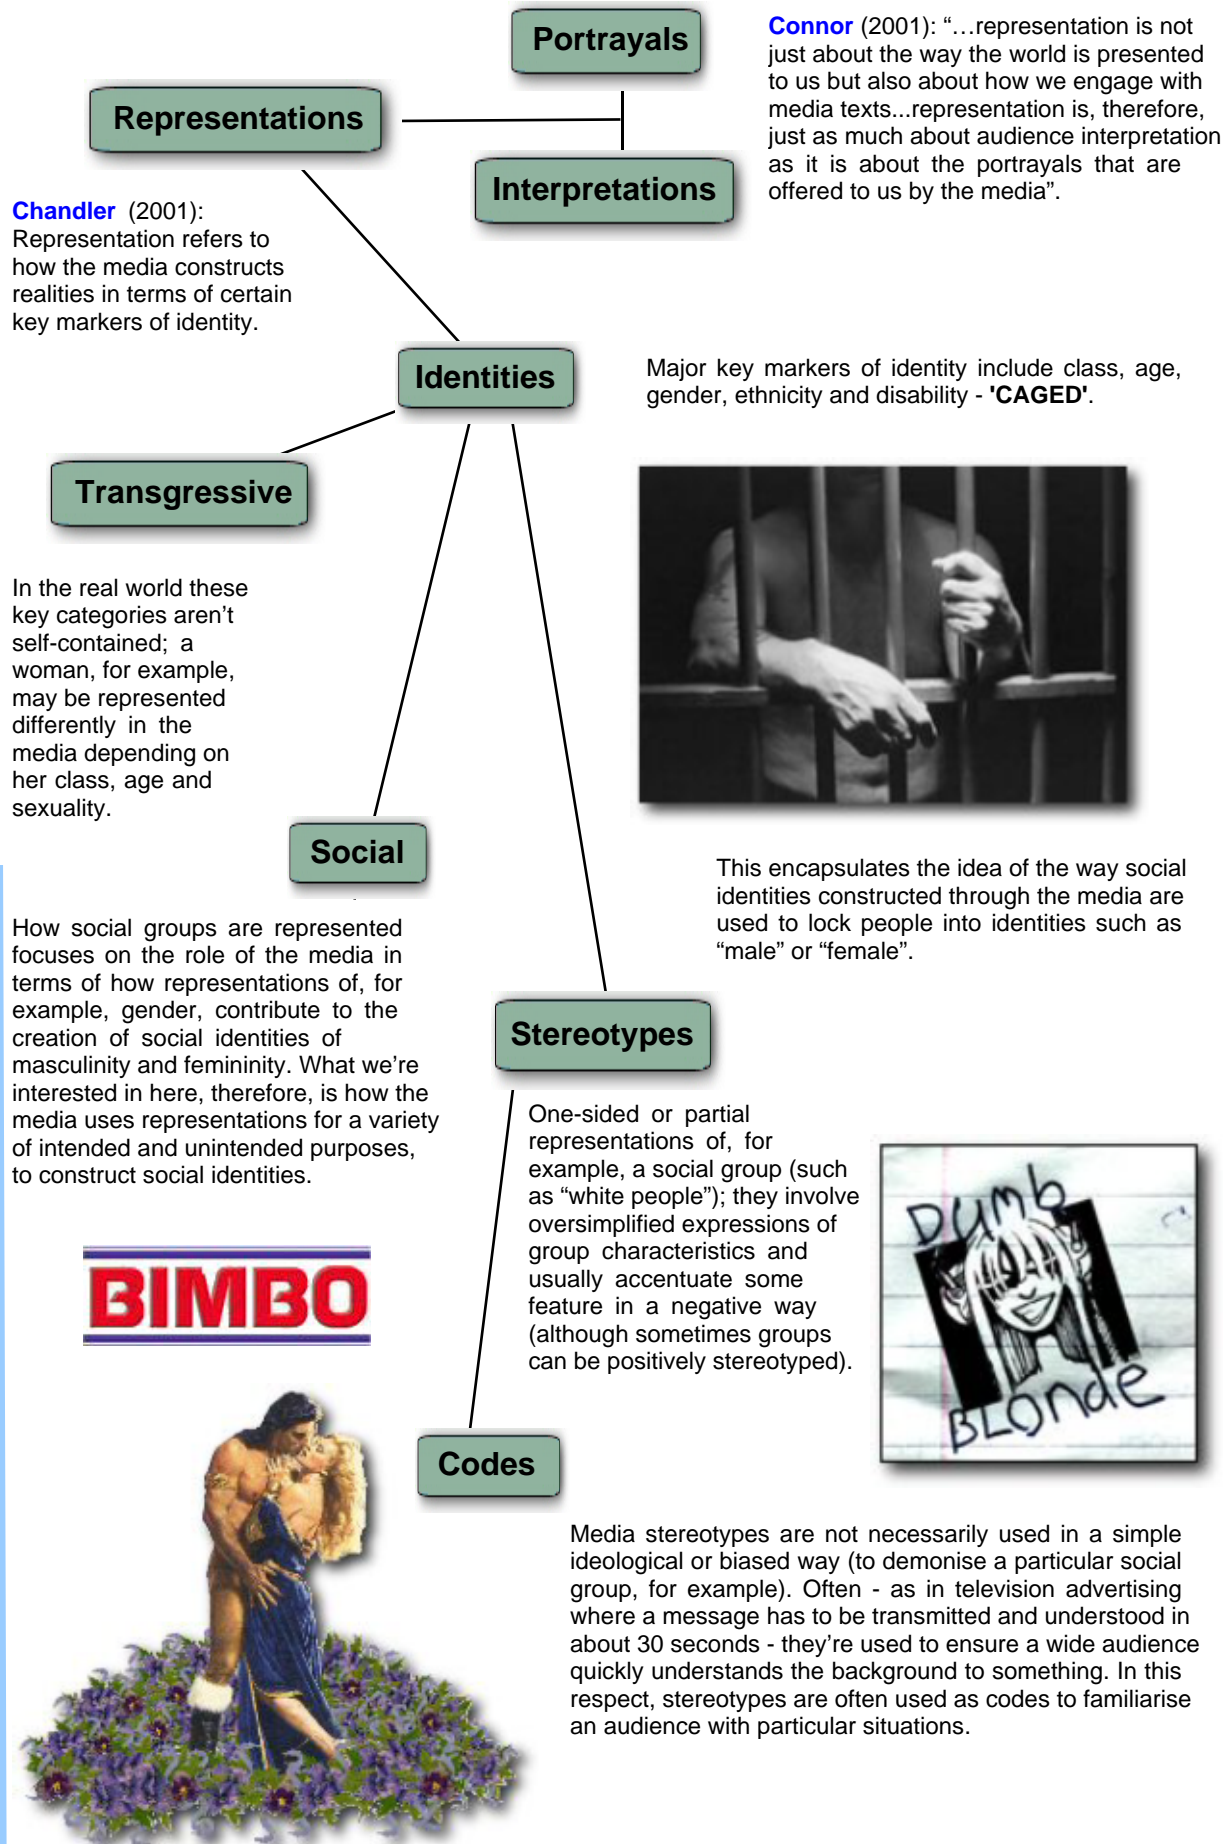 Portrayals
Connor (2001): “…representation is not
just about the way the world is presented
to us but also about how we engage with
media texts...representation is, therefore,
just as much about audience interpretation
as it is about the portrayals that are
offered to us by the media”.
Representations
Interpretations
Chandler (2001):
Representation refers to
how the media constructs
realities in terms of certain
key markers of identity.
Identities
Major key markers of identity include class, age,
gender, ethnicity and disability - 'CAGED'.
Transgressive
In the real world these
key categories aren’t
self-contained; a
woman, for example,
may be represented
differently in the
media depending on
her class, age and
sexuality.
Social
This encapsulates the idea of the way social
identities constructed through the media are
used to lock people into identities such as
“male” or “female”.
How social groups are represented
focuses on the role of the media in
terms of how representations of, for
example, gender, contribute to the
creation of social identities of
masculinity and femininity. What we’re
interested in here, therefore, is how the
media uses representations for a variety
of intended and unintended purposes,
to construct social identities.
Stereotypes
One-sided or partial
representations of, for
example, a social group (such
as “white people”); they involve
oversimplified expressions of
group characteristics and
usually accentuate some
feature in a negative way
(although sometimes groups
can be positively stereotyped).
DUMB
BLONDE
BIMBO
Codes
Media stereotypes are not necessarily used in a simple
ideological or biased way (to demonise a particular social
group, for example). Often - as in television advertising
where a message has to be transmitted and understood in
about 30 seconds - they’re used to ensure a wide audience
quickly understands the background to something. In this
respect, stereotypes are often used as codes to familiarise
an audience with particular situations.